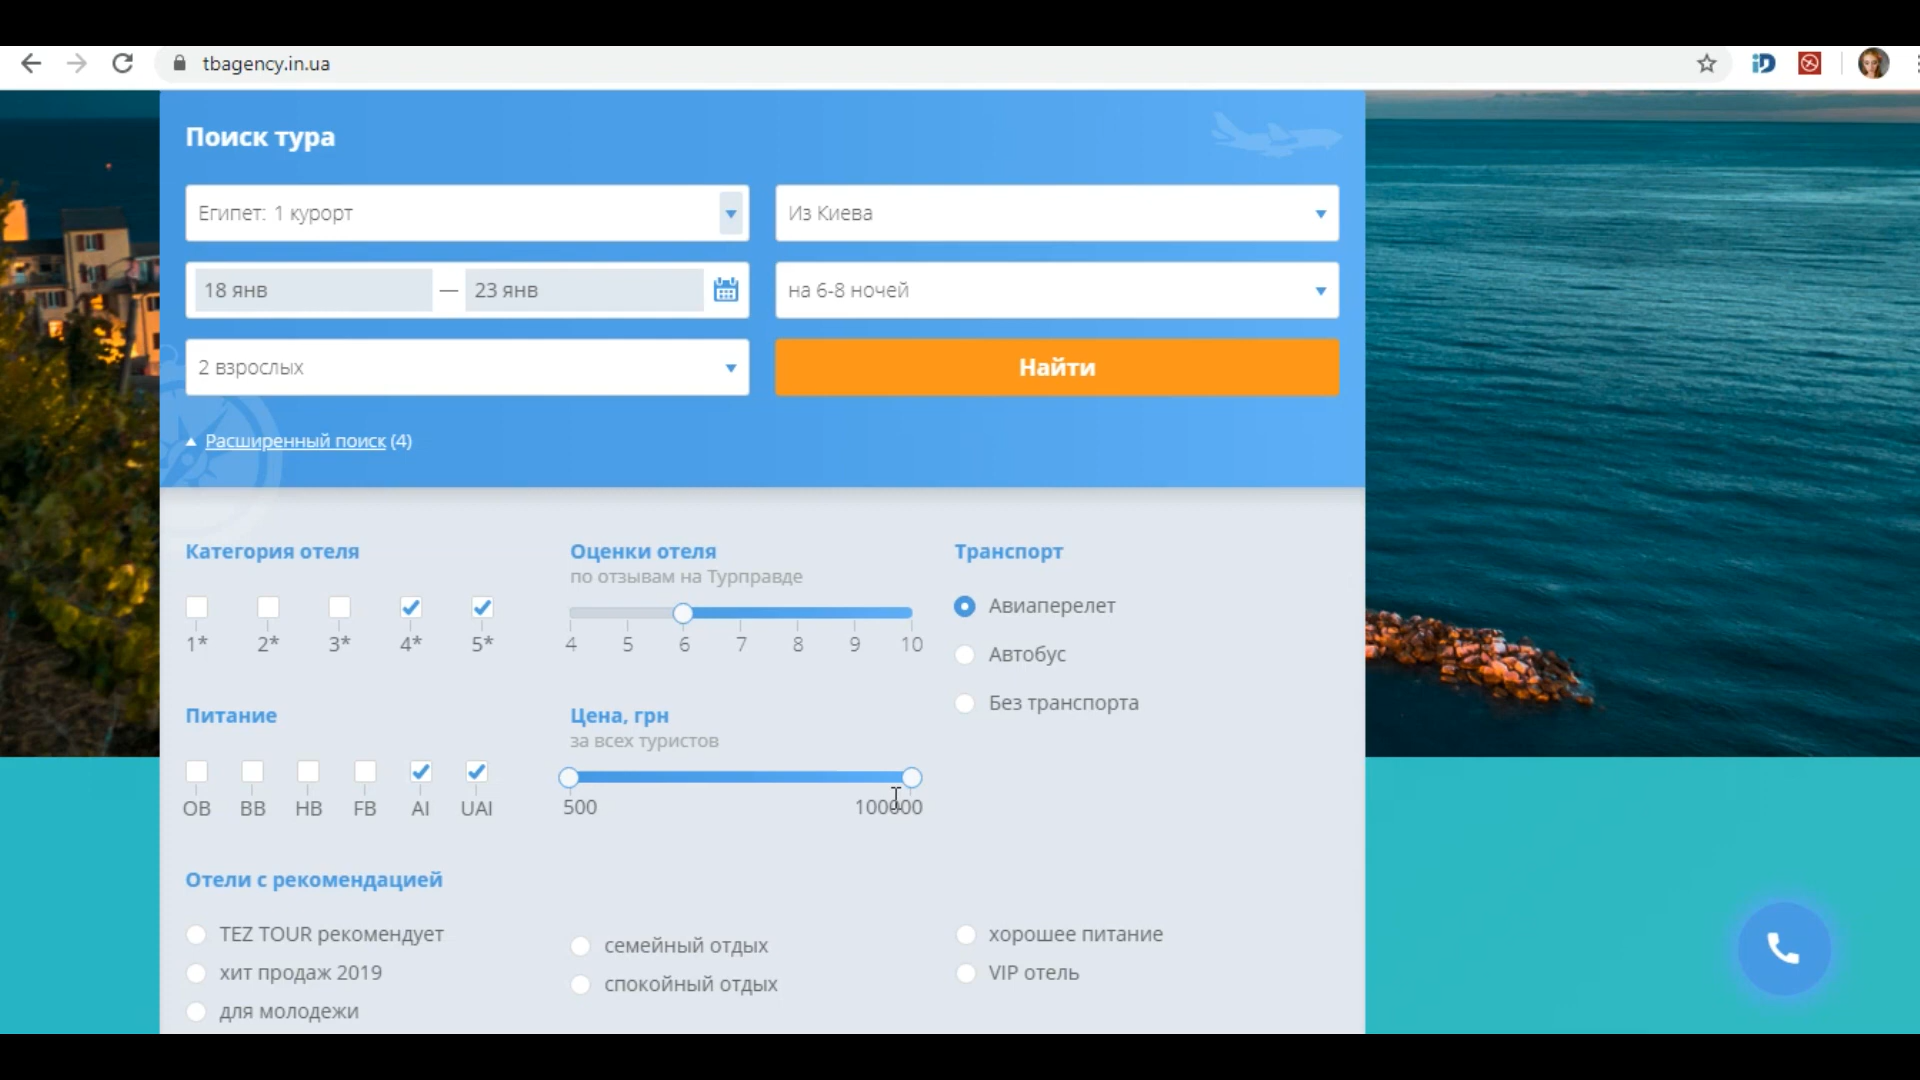 tbagency.in.ua
Поиск тура
Египет: 1 курорт
Из Киева
18 янв — 23 янв
на 6-8 ночей
2 взрослых
Найти
Расширенный поиск (4)
Категория отеля
1* 2* 3* 4* 5*
Оценки отеля
по отзывам на Турправде
4 5 6 7 8 9 10
Транспорт
Авиаперелет
Автобус
Без транспорта
Питание
OB BB HB FB AI UAI
Цена, грн
за всех туристов
500 100000
Отели с рекомендацией
TEZ TOUR рекомендует
хит продаж 2019
для молодежи
семейный отдых
спокойный отдых
хорошее питание
VIP отель